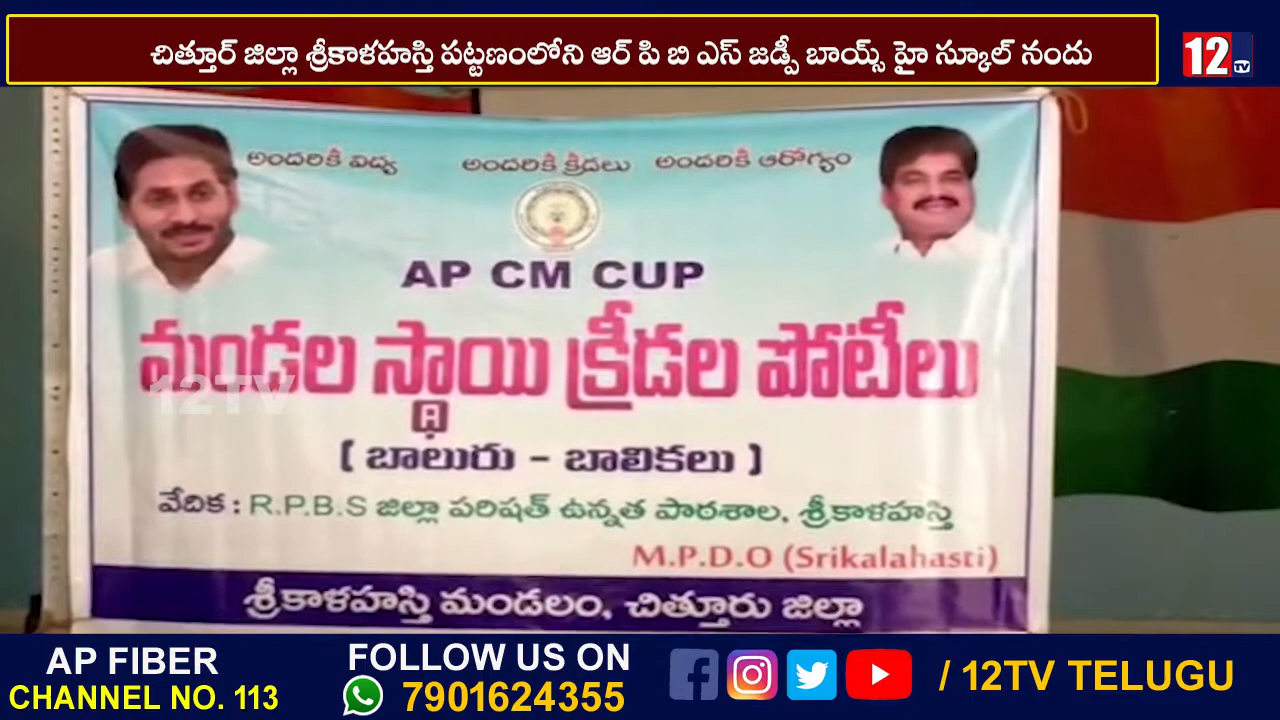 చిత్తూర్ జిల్లా శ్రీకాళహస్తి పట్టణంలోని ఆర్ పి బి ఎస్ జడ్పీ బాయ్స్ హై స్కూల్ నందు
12
TV
అందరికీ విద్య అందరికీ క్రీడలు అందరికీ ఆరోగ్యం
AP CM CUP
మండల స్థాయి క్రీడల పోటీలు
12TV
( బాలురు - బాలికలు )
వేదిక : R.P.B.S జిల్లా పరిషత్ ఉన్నత పాఠశాల, శ్రీకాళహస్తి
M.P.D.O (Srikalahasti)
శ్రీకాళహస్తి మండలం, చిత్తూరు జిల్లా
AP FIBER
CHANNEL NO. 113
FOLLOW US ON
7901624355
/ 12TV TELUGU